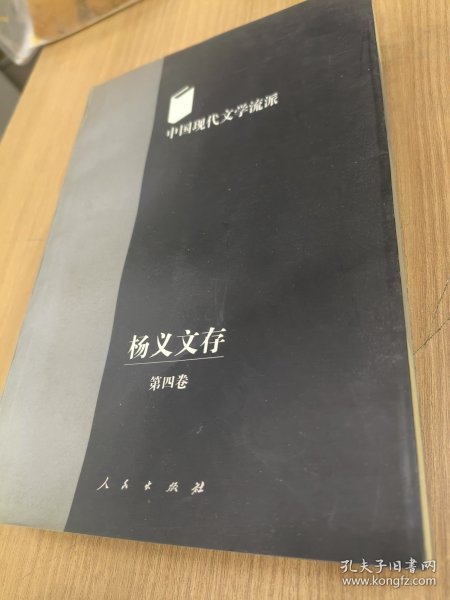 中国现代文学流派
杨义文存
第四卷
人民出版社
孔夫子旧书网
www.kongfz.com